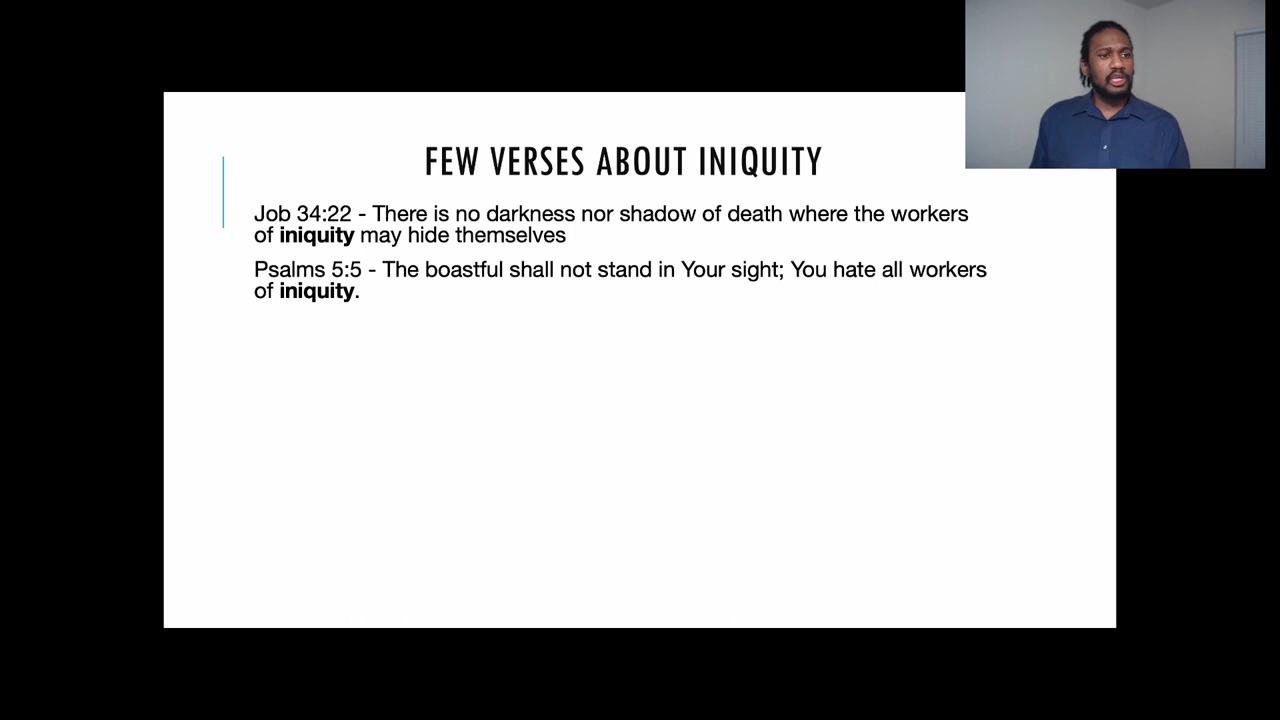 FEW VERSES ABOUT INIQUITY
Job 34:22 - There is no darkness nor shadow of death where the workers
of iniquity may hide themselves
Psalms 5:5 - The boastful shall not stand in Your sight; You hate all workers
of iniquity.